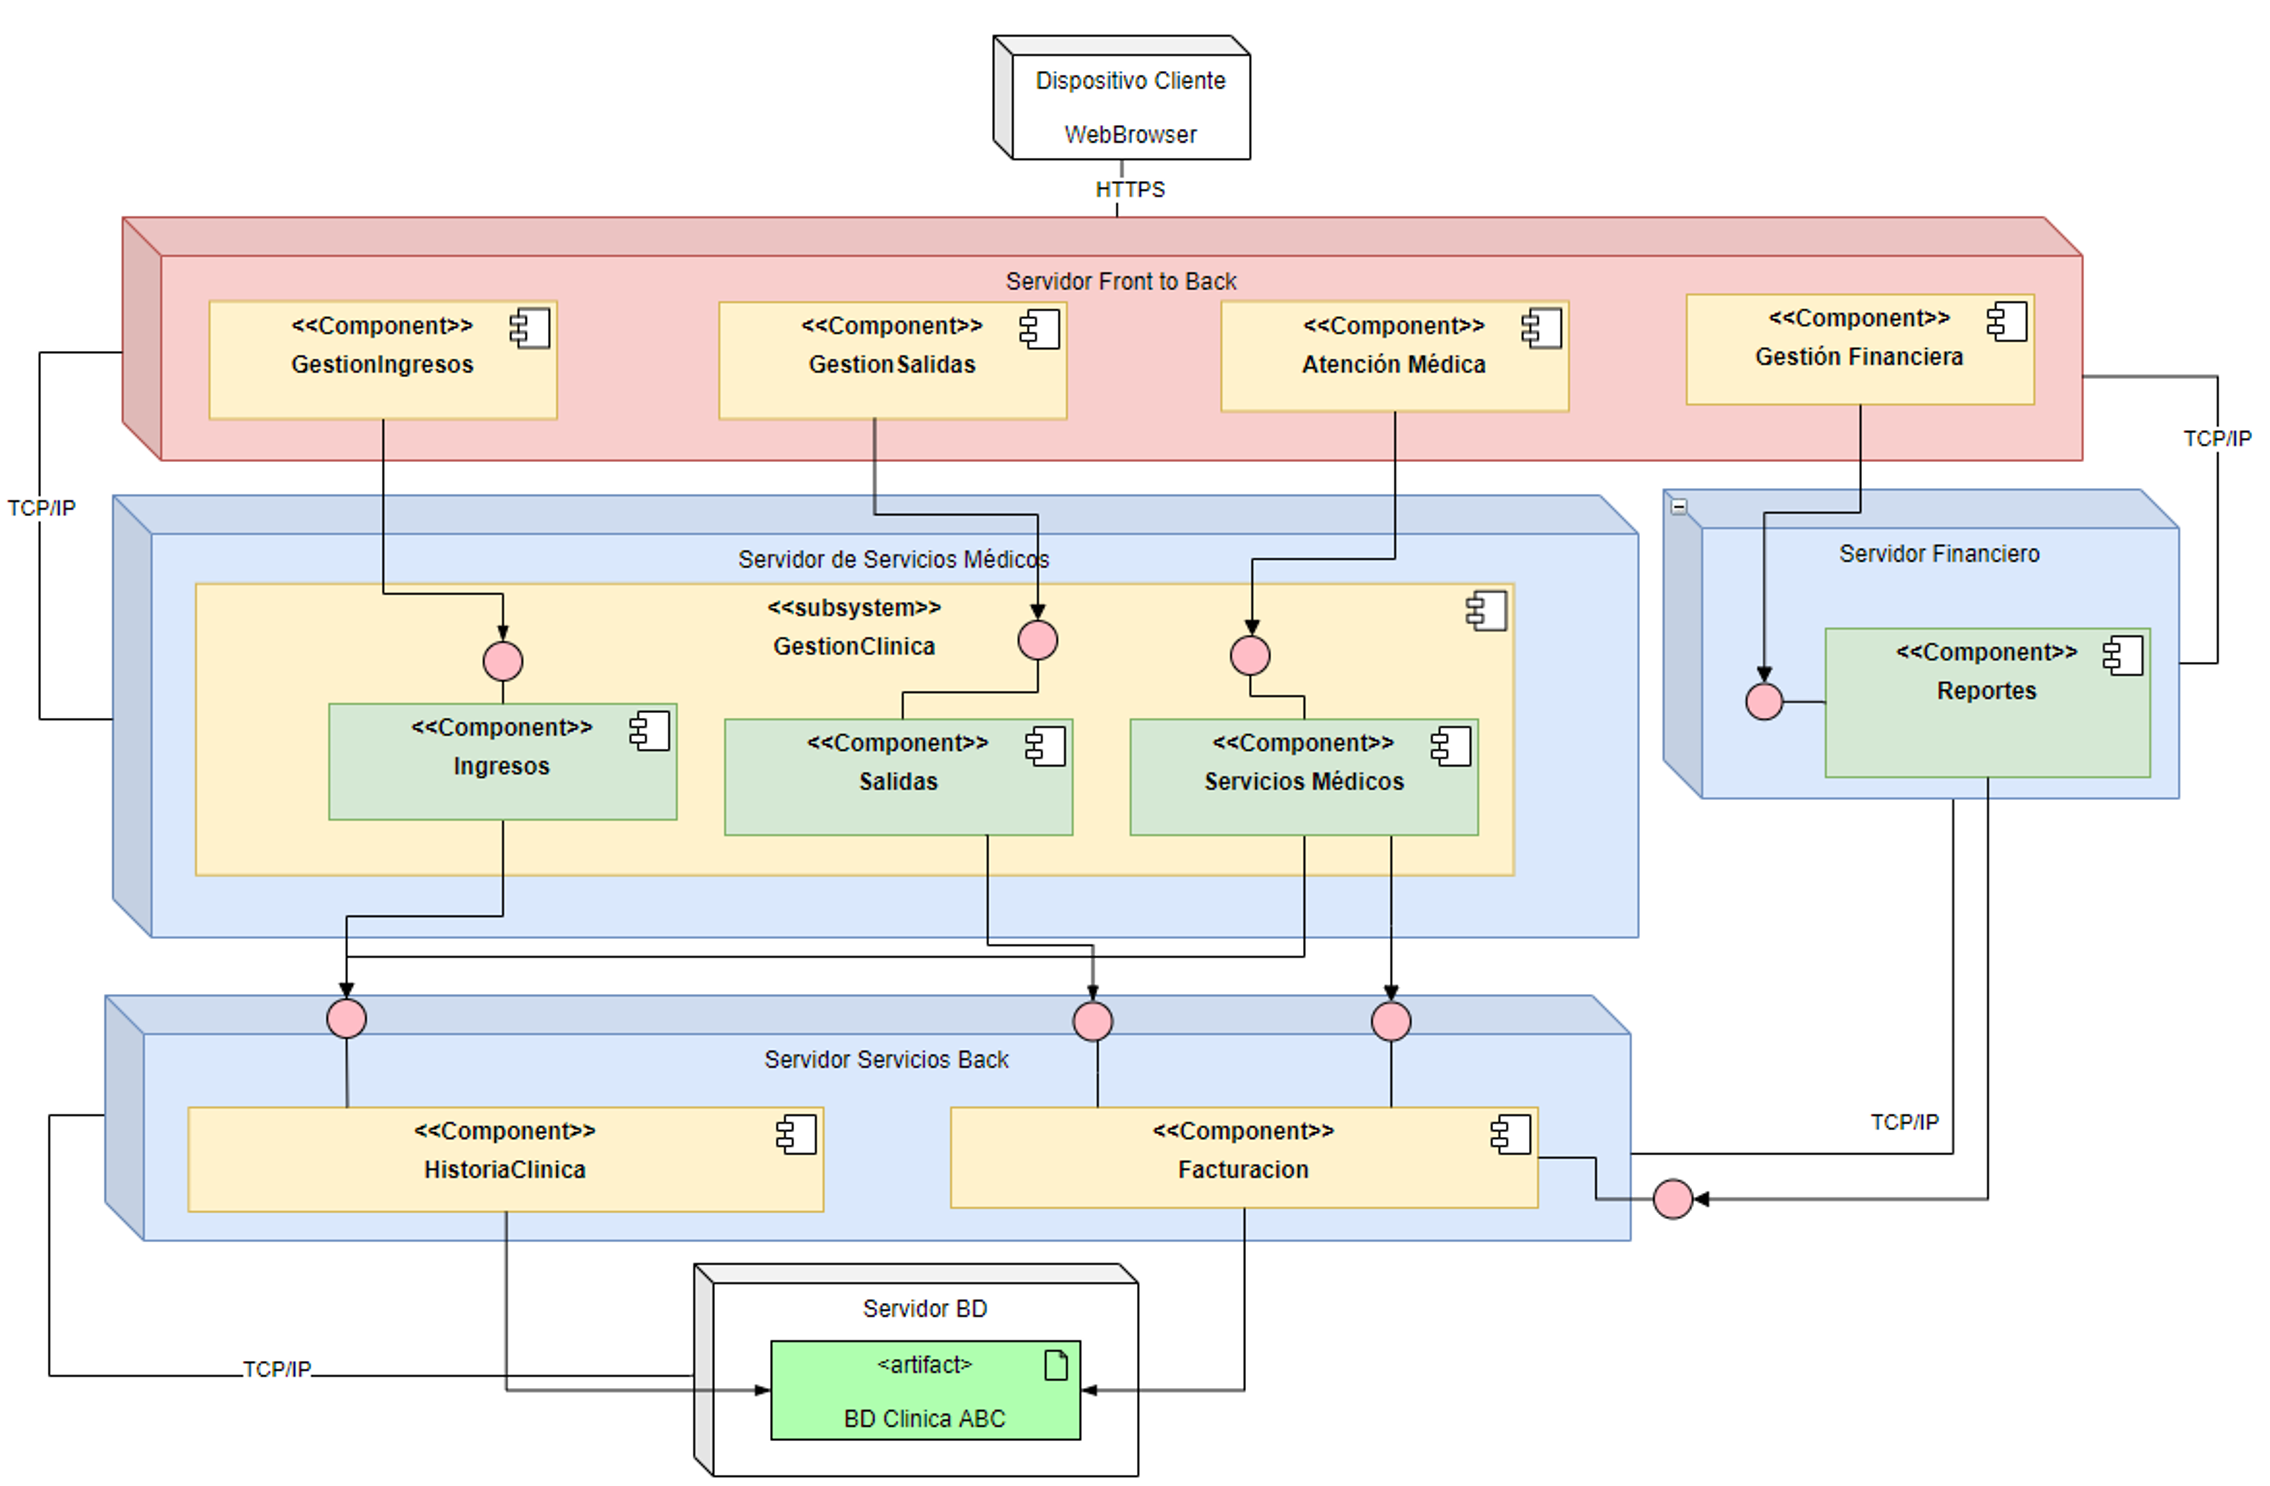 Dispositivo Cliente
WebBrowser
HTTPS
Servidor Front to Back
<<Component>>
GestionIngresos
<<Component>>
GestionSalidas
<<Component>>
Atención Médica
<<Component>>
Gestión Financiera
TCP/IP
TCP/IP
Servidor de Servicios Médicos
<<subsystem>>
GestionClinica
<<Component>>
Ingresos
<<Component>>
Salidas
<<Component>>
Servicios Médicos
Servidor Financiero
<<Component>>
Reportes
Servidor Servicios Back
<<Component>>
HistoriaClinica
<<Component>>
Facturacion
TCP/IP
Servidor BD
<artifact>
BD Clinica ABC
TCP/IP